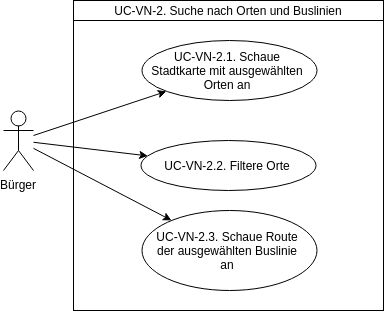 UC-VN-2. Suche nach Orten und Buslinien
UC-VN-2.1. Schaue
Stadtkarte mit ausgewählten
Orten an
UC-VN-2.2. Filtere Orte
Bürger
UC-VN-2.3. Schaue Route
der ausgewählten Buslinie
an